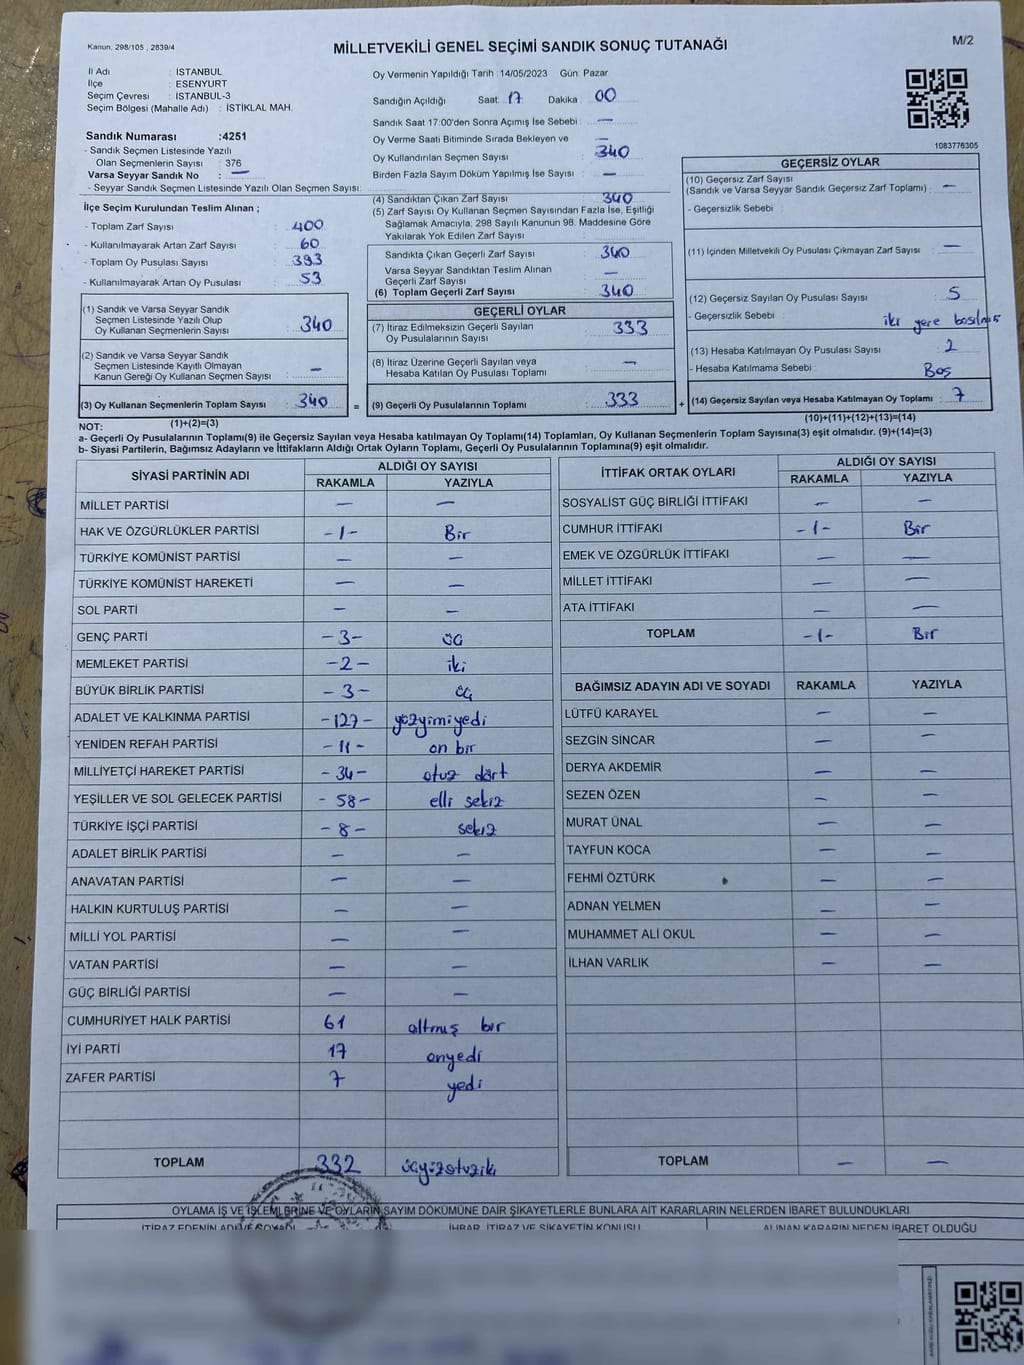 Kanun: 298/105 , 2839/4
MİLLETVEKİLİ GENEL SEÇİMİ SANDIK SONUÇ TUTANAĞI
M/2
İl Adı : İSTANBUL
İlçe : ESENYURT
Seçim Çevresi : İSTANBUL-3
Seçim Bölgesi (Mahalle Adı) : İSTİKLAL MAH.
Sandık Numarası :4251
- Sandık Seçmen Listesinde Yazılı
Olan Seçmenlerin Sayısı : 376
Varsa Seyyar Sandık No : —
- Seyyar Sandık Seçmen Listesinde Yazılı Olan Seçmen Sayısı:
Oy Vermenin Yapıldığı Tarih :14/05/2023 Gün: Pazar
Sandığın Açıldığı Saat: 17 Dakika : 00
Sandık Saat 17:00'den Sonra Açımış İse Sebebi : —
Oy Verme Saati Bitiminde Sırada Bekleyen ve —
Oy Kullandırılan Seçmen Sayısı : 340
Birden Fazla Sayım Döküm Yapılmış İse Sayısı : —
1083776305
İlçe Seçim Kurulundan Teslim Alınan ;
- Toplam Zarf Sayısı : 400
- Kullanılmayarak Artan Zarf Sayısı : 60
- Toplam Oy Pusulası Sayısı : 393
- Kullanılmayarak Artan Oy Pusulası : 53
(1) Sandık ve Varsa Seyyar Sandık
Seçmen Listesinde Yazılı Olup
Oy Kullanan Seçmenlerin Sayısı : 340
(2) Sandık ve Varsa Seyyar Sandık
Seçmen Listesinde Kayıtlı Olmayan
Kanun Gereği Oy Kullanan Seçmen Sayısı : —
(3) Oy Kullanan Seçmenlerin Toplam Sayısı : 340
(1)+(2)=(3)
(4) Sandıktan Çıkan Zarf Sayısı : 340
(5) Zarf Sayısı Oy Kullanan Seçmen Sayısından Fazla İse, Eşitliği
Sağlamak Amacıyla; 298 Sayılı Kanunun 98. Maddesine Göre
Yakılarak Yok Edilen Zarf Sayısı :
Sandıkta Çıkan Geçerli Zarf Sayısı : 340
Varsa Seyyar Sandıktan Teslim Alınan
Geçerli Zarf Sayısı : —
(6) Toplam Geçerli Zarf Sayısı : 340
GEÇERLİ OYLAR
(7) İtiraz Edilmeksizin Geçerli Sayılan
Oy Pusulalarının Sayısı : 333
(8) İtiraz Üzerine Geçerli Sayılan veya
Hesaba Katılan Oy Pusulası Toplamı : —
= (9) Geçerli Oy Pusulalarının Toplamı : 333
GEÇERSİZ OYLAR
(10) Geçersiz Zarf Sayısı
(Sandık ve Varsa Seyyar Sandık Geçersiz Zarf Toplamı) : —
- Geçersizlik Sebebi :
(11) İçinden Milletvekili Oy Pusulası Çıkmayan Zarf Sayısı : —
(12) Geçersiz Sayılan Oy Pusulası Sayısı : 5
- Geçersizlik Sebebi : iki yere basılmış
(13) Hesaba Katılmayan Oy Pusulası Sayısı : 2
- Hesaba Katılmama Sebebi : Boş
+ (14) Geçersiz Sayılan veya Hesaba Katılmayan Oy Toplamı : 7
(10)+(11)+(12)+(13)=(14)
NOT:
a- Geçerli Oy Pusulalarının Toplamı(9) ile Geçersiz Sayılan veya Hesaba katılmayan Oy Toplamı(14) Toplamları, Oy Kullanan Seçmenlerin Toplam Sayısına(3) eşit olmalıdır. (9)+(14)=(3)
b- Siyasi Partilerin, Bağımsız Adayların ve İttifakların Aldığı Ortak Oyların Toplamı, Geçerli Oy Pusulalarının Toplamına(9) eşit olmalıdır.
SİYASİ PARTİNİN ADI ALDIĞI OY SAYISI
RAKAMLA YAZIYLA
MİLLET PARTİSİ — —
HAK VE ÖZGÜRLÜKLER PARTİSİ -1- Bir
TÜRKİYE KOMÜNİST PARTİSİ — —
TÜRKİYE KOMÜNİST HAREKETİ — —
SOL PARTİ — —
GENÇ PARTİ -3- üç
MEMLEKET PARTİSİ -2- iki
BÜYÜK BİRLİK PARTİSİ -3- üç
ADALET VE KALKINMA PARTİSİ -127- yüzyimiyedi
YENİDEN REFAH PARTİSİ -11- on bir
MİLLİYETÇİ HAREKET PARTİSİ -34- otuz dört
YEŞİLLER VE SOL GELECEK PARTİSİ -58- elli sekiz
TÜRKİYE İŞÇİ PARTİSİ -8- sekiz
ADALET BİRLİK PARTİSİ — —
ANAVATAN PARTİSİ — —
HALKIN KURTULUŞ PARTİSİ — —
MİLLİ YOL PARTİSİ — —
VATAN PARTİSİ — —
GÜÇ BİRLİĞİ PARTİSİ — —
CUMHURİYET HALK PARTİSİ 61 altmış bir
İYİ PARTİ 17 onyedi
ZAFER PARTİSİ 7 yedi
TOPLAM 332 üçyüzotuziki
İTTİFAK ORTAK OYLARI ALDIĞI OY SAYISI
RAKAMLA YAZIYLA
SOSYALİST GÜÇ BİRLİĞİ İTTİFAKI — —
CUMHUR İTTİFAKI -1- Bir
EMEK VE ÖZGÜRLÜK İTTİFAKI — —
MİLLET İTTİFAKI — —
ATA İTTİFAKI — —
TOPLAM -1- Bir
BAĞIMSIZ ADAYIN ADI VE SOYADI RAKAMLA YAZIYLA
LÜTFÜ KARAYEL — —
SEZGİN SİNCAR — —
DERYA AKDEMİR — —
SEZEN ÖZEN — —
MURAT ÜNAL — —
TAYFUN KOCA — —
FEHMİ ÖZTÜRK — —
ADNAN YELMEN — —
MUHAMMET ALİ OKUL — —
İLHAN VARLIK — —
TOPLAM — —
OYLAMA İŞ VE İŞLEMLERİNE VE OYLARIN SAYIM DÖKÜMÜNE DAİR ŞİKAYETLERLE BUNLARA AİT KARARLARIN NELERDEN İBARET BULUNDUKLARI
İTİRAZ EDENİN ADI VE SOYADI İHBAR, İTİRAZ VE ŞİKAYETİN KONUSU ALINAN KARARIN NEDEN İBARET OLDUĞU